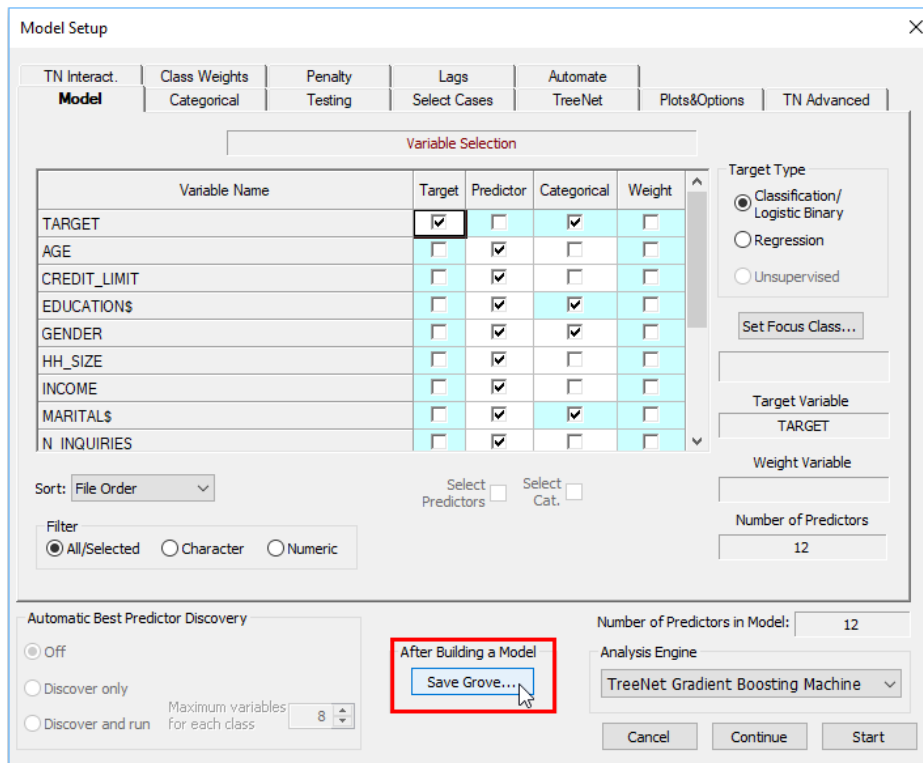 Model Setup
TN Interact. Class Weights Penalty Lags Automate
Model Categorical Testing Select Cases TreeNet Plots&Options TN Advanced
Variable Selection
Variable Name Target Predictor Categorical Weight
TARGET
AGE
CREDIT_LIMIT
EDUCATION$
GENDER
HH_SIZE
INCOME
MARITAL$
N INQUIRIES
Target Type
Classification/
Logistic Binary
Regression
Unsupervised
Set Focus Class...
Target Variable
TARGET
Weight Variable
Number of Predictors
12
Sort: File Order
Select
Predictors
Select
Cat.
Filter
All/Selected Character Numeric
Automatic Best Predictor Discovery
Off
Discover only
Discover and run
Maximum variables
for each class
8
After Building a Model
Save Grove...
Number of Predictors in Model: 12
Analysis Engine
TreeNet Gradient Boosting Machine
Cancel Continue Start